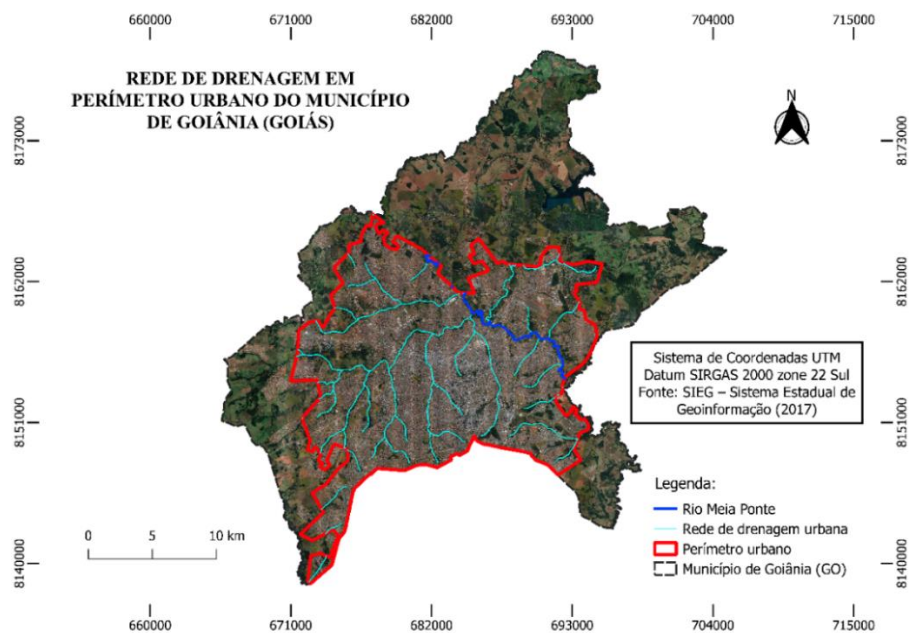 660000 671000 682000 693000 704000 715000
REDE DE DRENAGEM EM
PERÍMETRO URBANO DO MUNICÍPIO
DE GOIÂNIA (GOIÁS)
N
8173000 8173000
8162000 8162000
Sistema de Coordenadas UTM
Datum SIRGAS 2000 zone 22 Sul
Fonte: SIEG – Sistema Estadual de
Geoinformação (2017)
8151000 8151000
Legenda:
Rio Meia Ponte
Rede de drenagem urbana
Perímetro urbano
Município de Goiânia (GO)
0 5 10 km
8140000 8140000
660000 671000 682000 693000 704000 715000